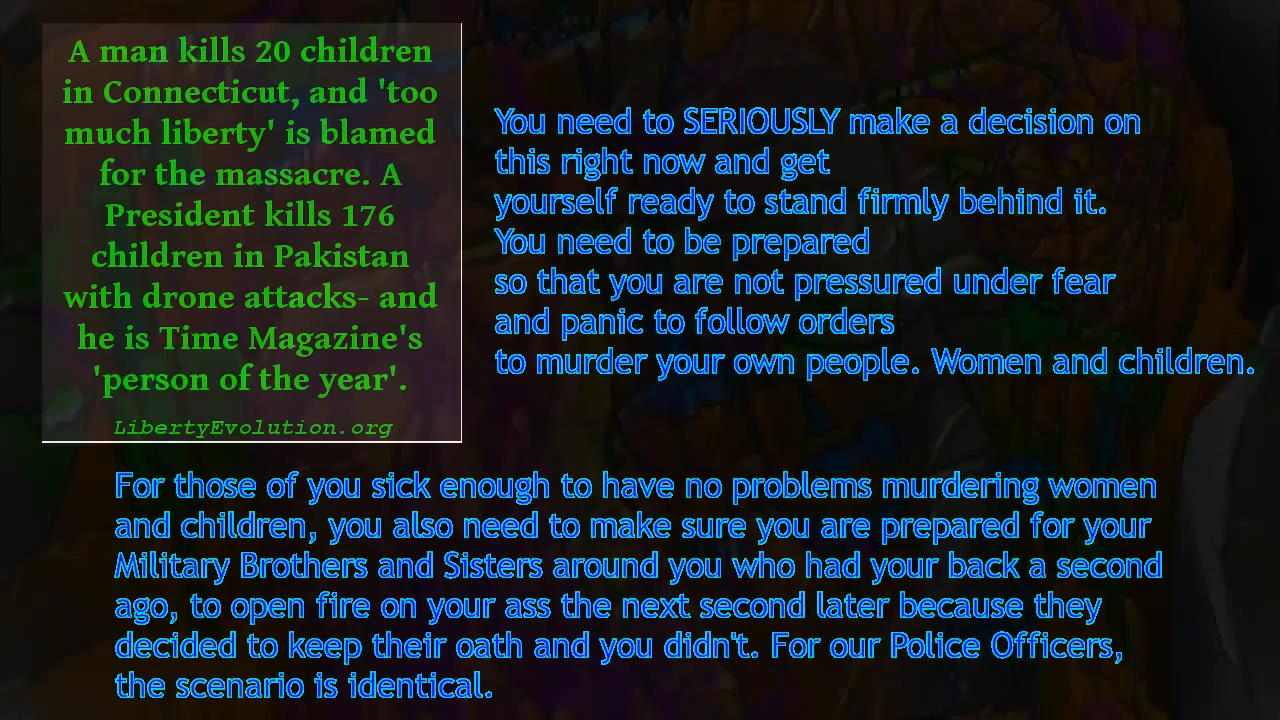 A man kills 20 children
in Connecticut, and 'too
much liberty' is blamed
for the massacre. A
President kills 176
children in Pakistan
with drone attacks- and
he is Time Magazine's
'person of the year'.
LibertyEvolution.org
You need to SERIOUSLY make a decision on
this right now and get
yourself ready to stand firmly behind it.
You need to be prepared
so that you are not pressured under fear
and panic to follow orders
to murder your own people. Women and children.
For those of you sick enough to have no problems murdering women
and children, you also need to make sure you are prepared for your
Military Brothers and Sisters around you who had your back a second
ago, to open fire on your ass the next second later because they
decided to keep their oath and you didn't. For our Police Officers,
the scenario is identical.